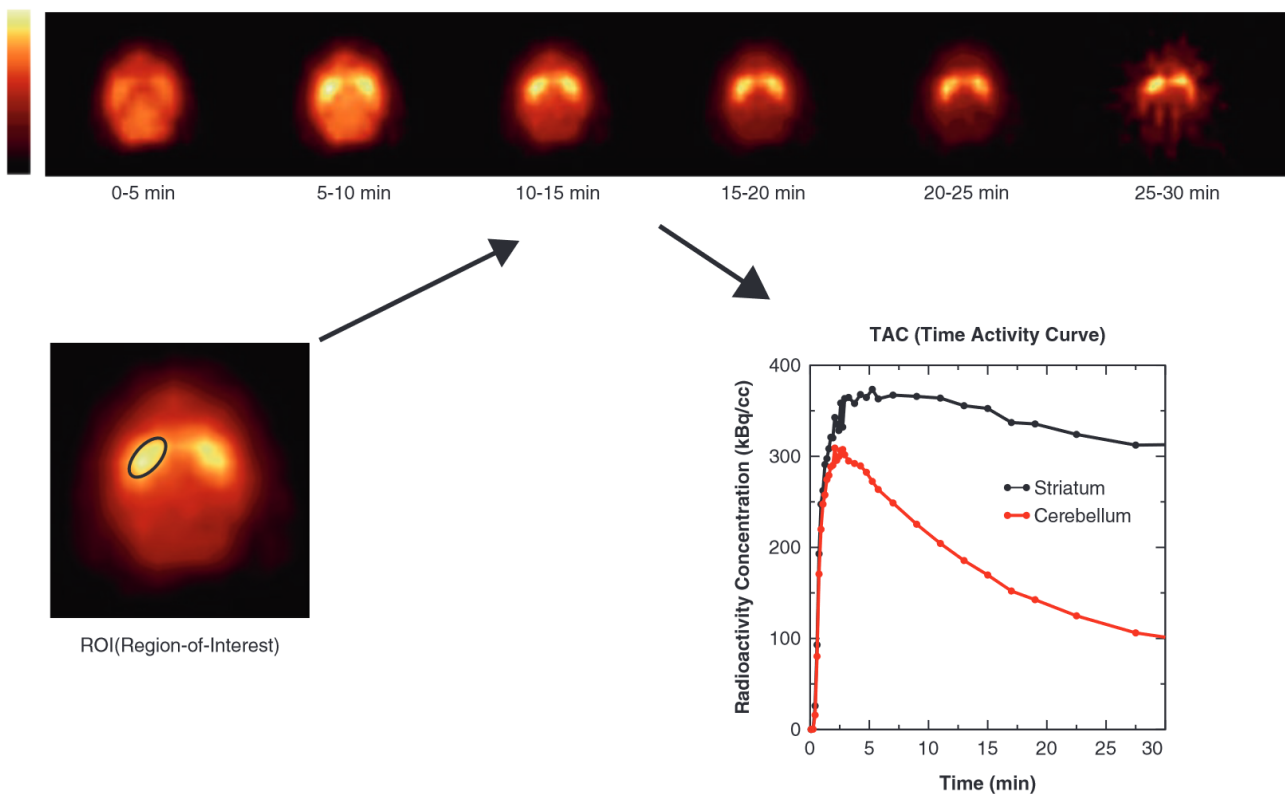 0-5 min
5-10 min
10-15 min
15-20 min
20-25 min
25-30 min
ROI(Region-of-Interest)
TAC (Time Activity Curve)
Radioactivity Concentration (kBq/cc)
400
300
200
100
0
Striatum
Cerebellum
0
5
10
15
20
25
30
Time (min)